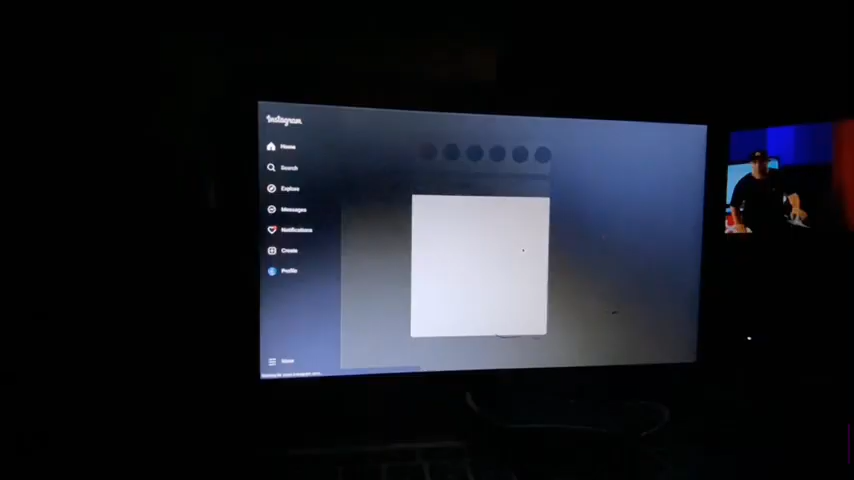 Instagram
Home
Search
Explore
Messages
Notifications
Create
Profile
More